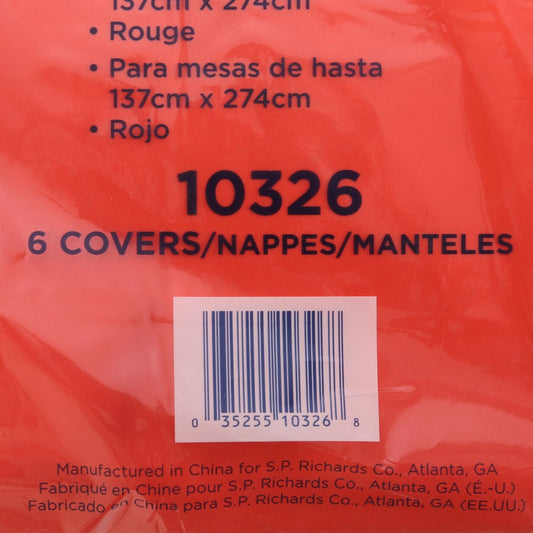 137cm x 274cm
• Rouge
• Para mesas de hasta
137cm x 274cm
• Rojo
10326
6 COVERS/NAPPES/MANTELES
0 35255 10326 8
Manufactured in China for S.P. Richards Co., Atlanta, GA
Fabriqué en Chine pour S.P. Richards Co., Atlanta, GA (É.-U.)
Fabricado en China para S.P. Richards Co., Atlanta, GA (EE.UU.)